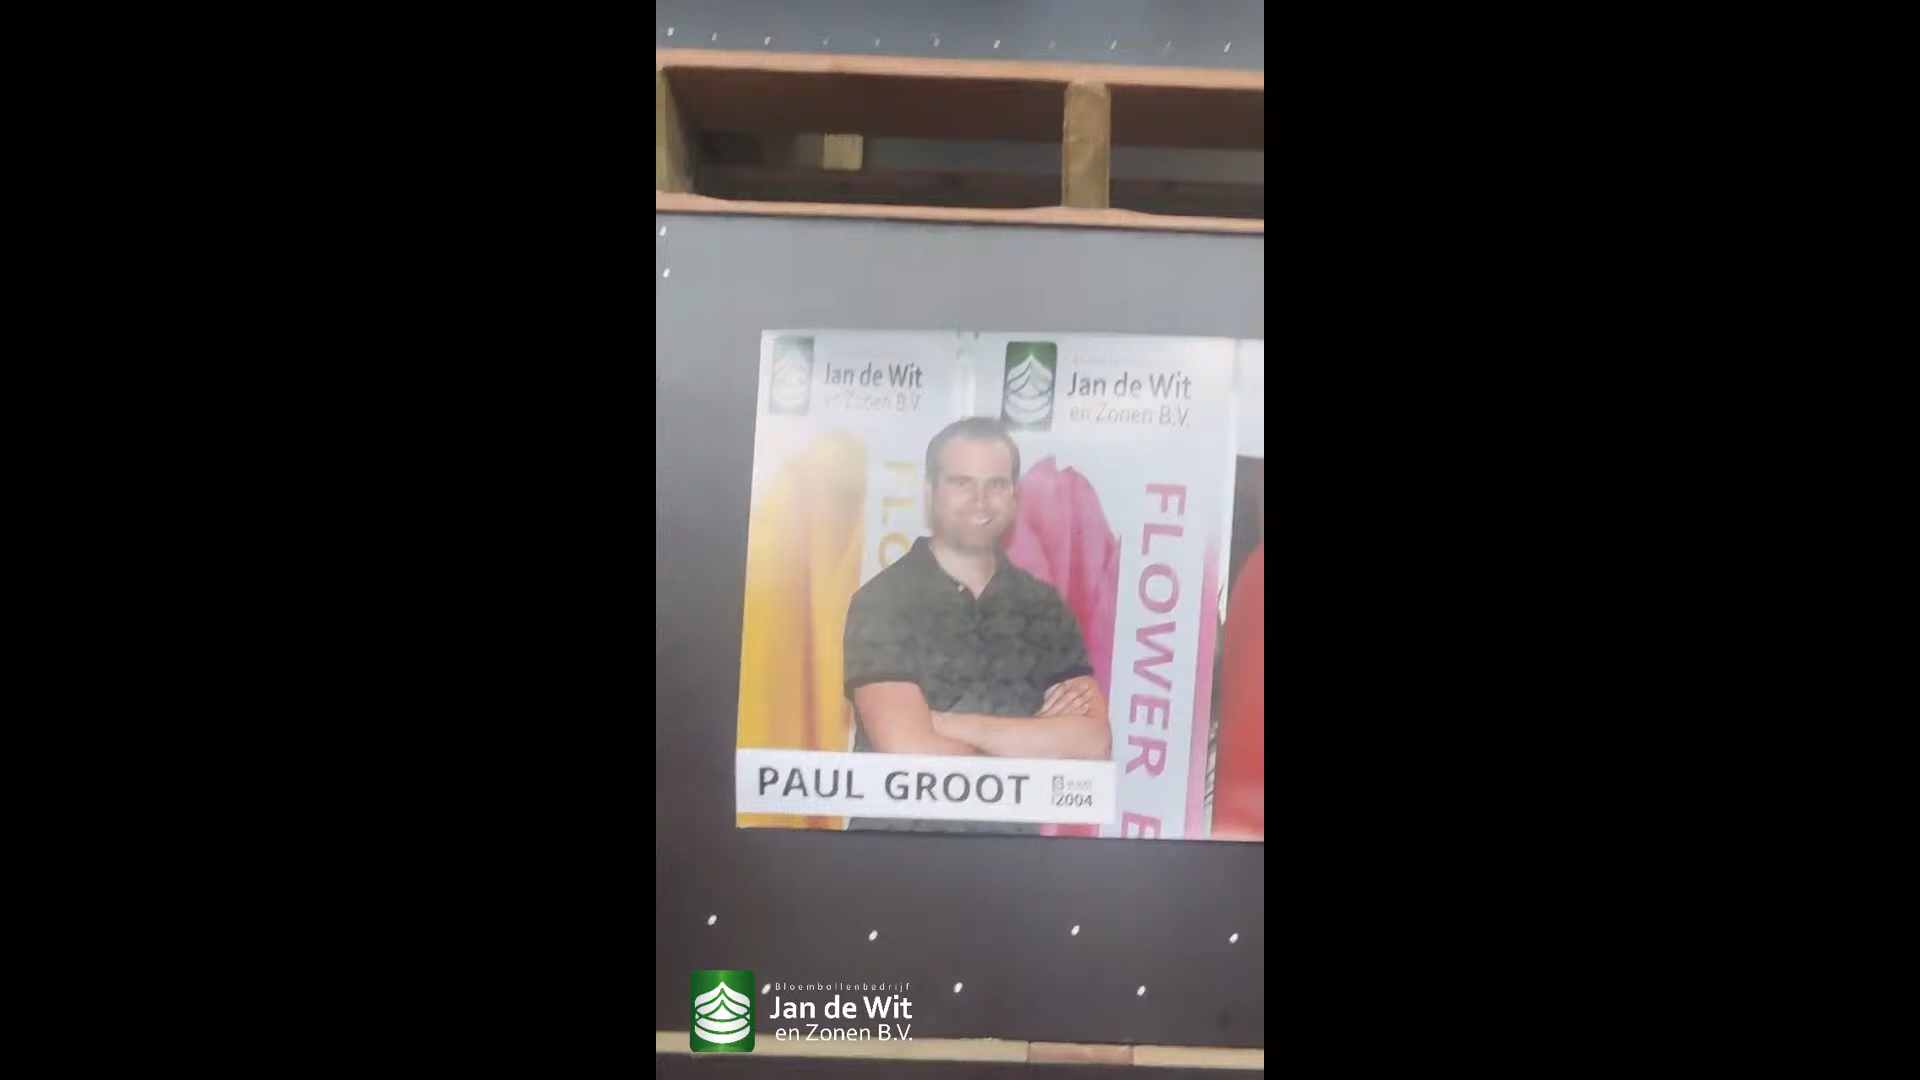 Jan de Wit
en Zonen B.V.
Jan de Wit
en Zonen B.V.
FLO
FLOWER B
PAUL GROOT
2004
Bloembollenbedrijf
Jan de Wit
en Zonen B.V.